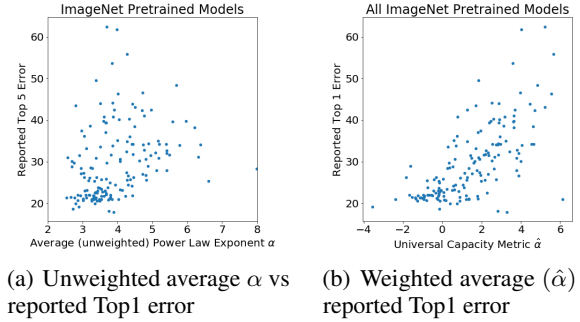 ImageNet Pretrained Models
Reported Top 5 Error
60
50
40
30
20
2
3
4
5
6
7
8
Average (unweighted) Power Law Exponent α
(a) Unweighted average α vs
reported Top1 error
All ImageNet Pretrained Models
Reported Top 1 Error
60
50
40
30
20
−4
−2
0
2
4
6
Universal Capacity Metric α̂
(b) Weighted average (α̂)
reported Top1 error